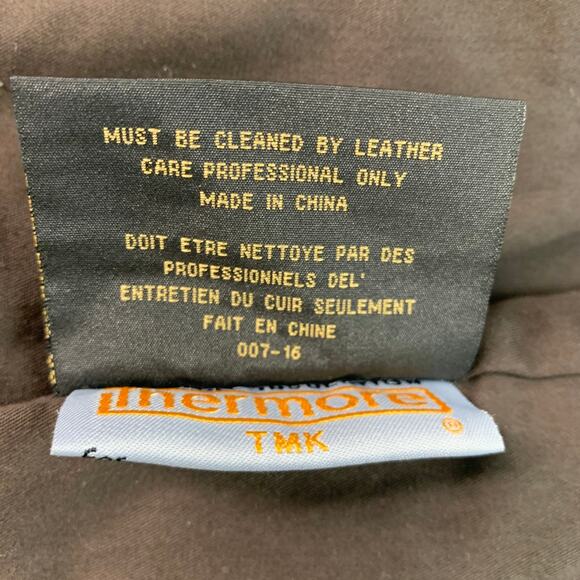 MUST BE CLEANED BY LEATHER
CARE PROFESSIONAL ONLY
MADE IN CHINA
DOIT ETRE NETTOYE PAR DES
PROFESSIONNELS DEL'
ENTRETIEN DU CUIR SEULEMENT
FAIT EN CHINE
007-16
thermore
®
TMK